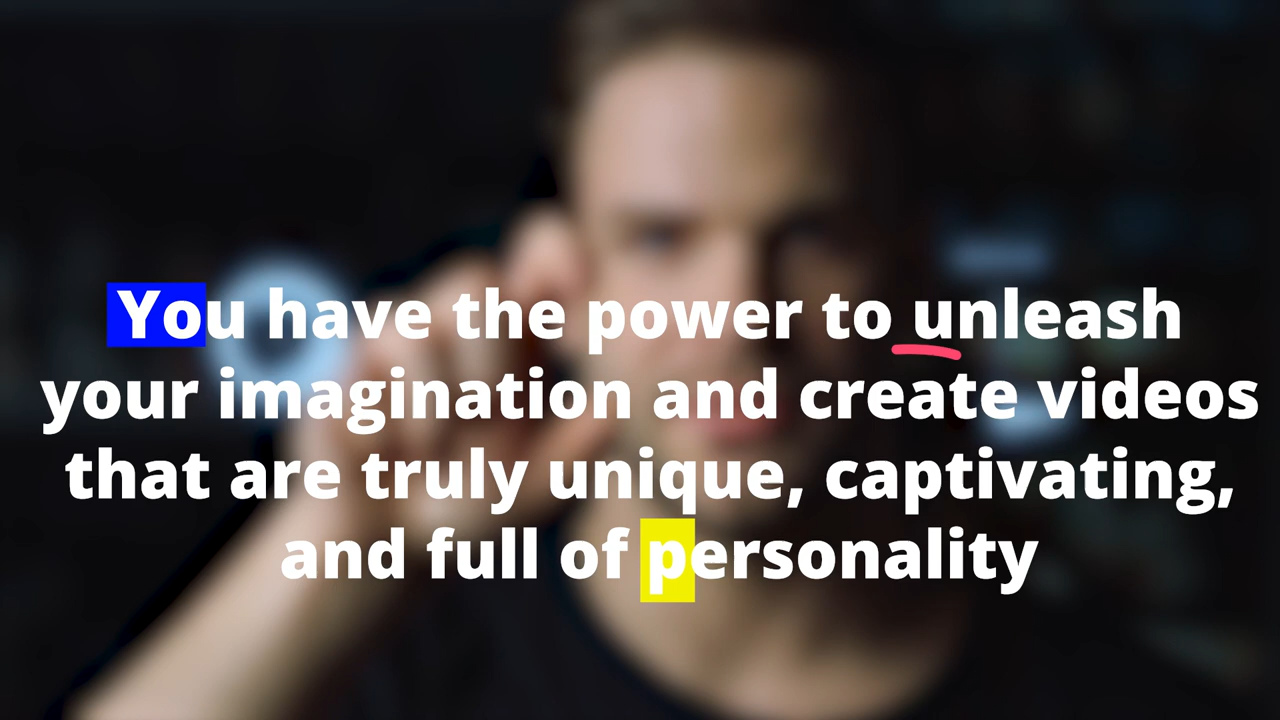 You have the power to unleash
your imagination and create videos
that are truly unique, captivating,
and full of personality